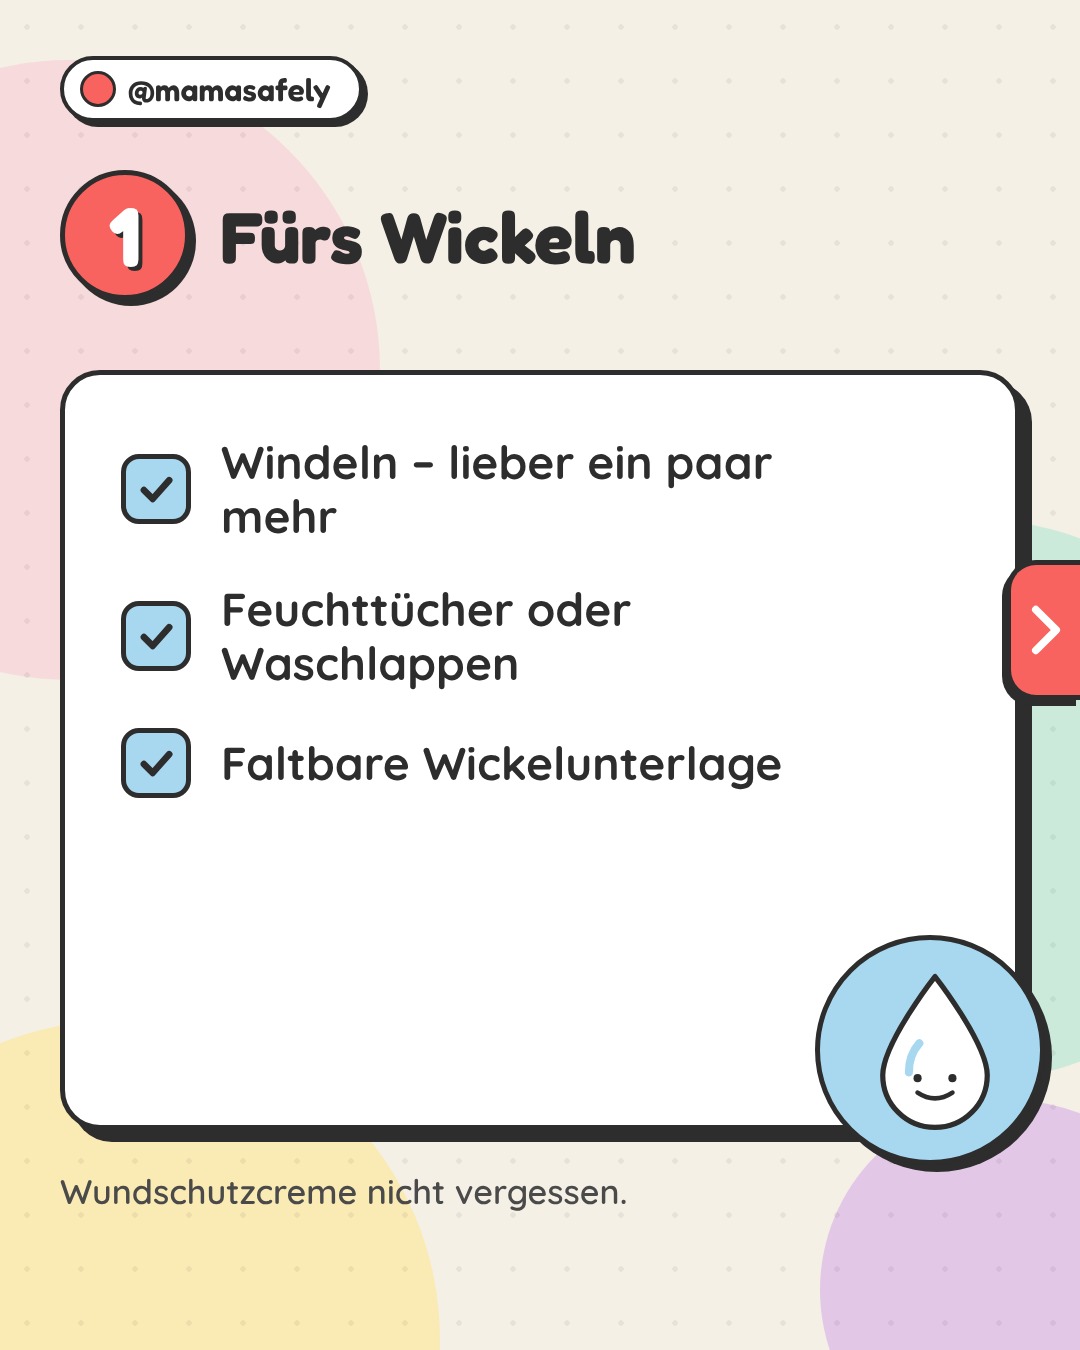 @mamasafely
1 Fürs Wickeln
Windeln – lieber ein paar
mehr
Feuchttücher oder
Waschlappen
Faltbare Wickelunterlage
Wundschutzcreme nicht vergessen.